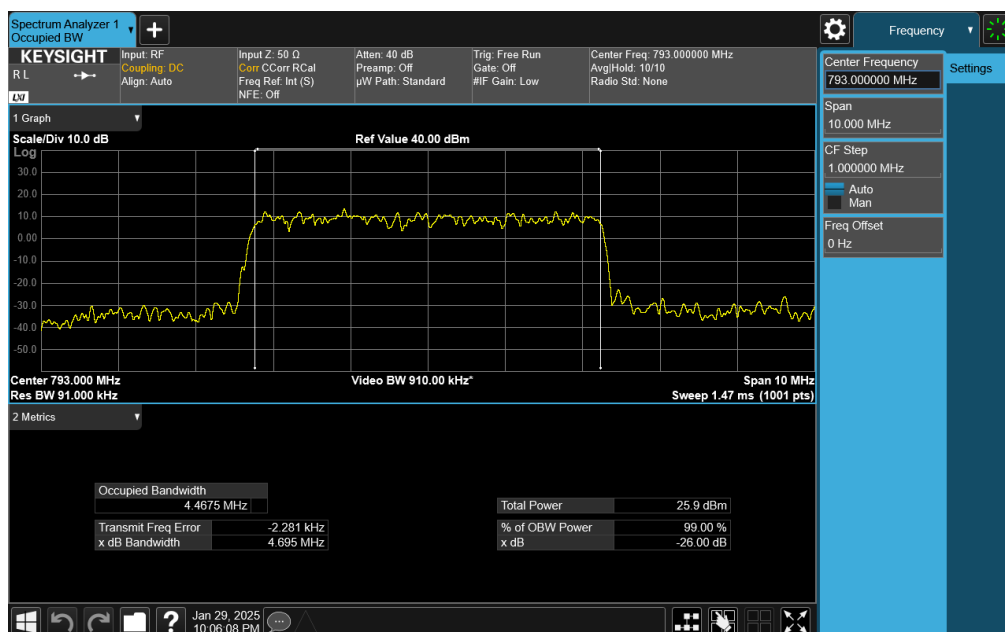 Spectrum Analyzer 1
Occupied BW
Frequency
KEYSIGHT
R L
LXI
Input: RF
Coupling: DC
Align: Auto
Input Z: 50 Ω
Corr CCorr RCal
Freq Ref: Int (S)
NFE: Off
Atten: 40 dB
Preamp: Off
µW Path: Standard
Trig: Free Run
Gate: Off
#IF Gain: Low
Center Freq: 793.000000 MHz
Avg|Hold: 10/10
Radio Std: None
Center Frequency
793.000000 MHz
Settings
Span
10.000 MHz
CF Step
1.000000 MHz
Auto
Man
Freq Offset
0 Hz
1 Graph
Scale/Div 10.0 dB
Ref Value 40.00 dBm
Log
30.0
20.0
10.0
0.00
-10.0
-20.0
-30.0
-40.0
-50.0
Center 793.000 MHz
Video BW 910.00 kHz*
Span 10 MHz
Res BW 91.000 kHz
Sweep 1.47 ms (1001 pts)
2 Metrics
Occupied Bandwidth
4.4675 MHz
Total Power 25.9 dBm
Transmit Freq Error -2.281 kHz
% of OBW Power 99.00 %
x dB Bandwidth 4.695 MHz
x dB -26.00 dB
Jan 29, 2025
10:06:08 PM